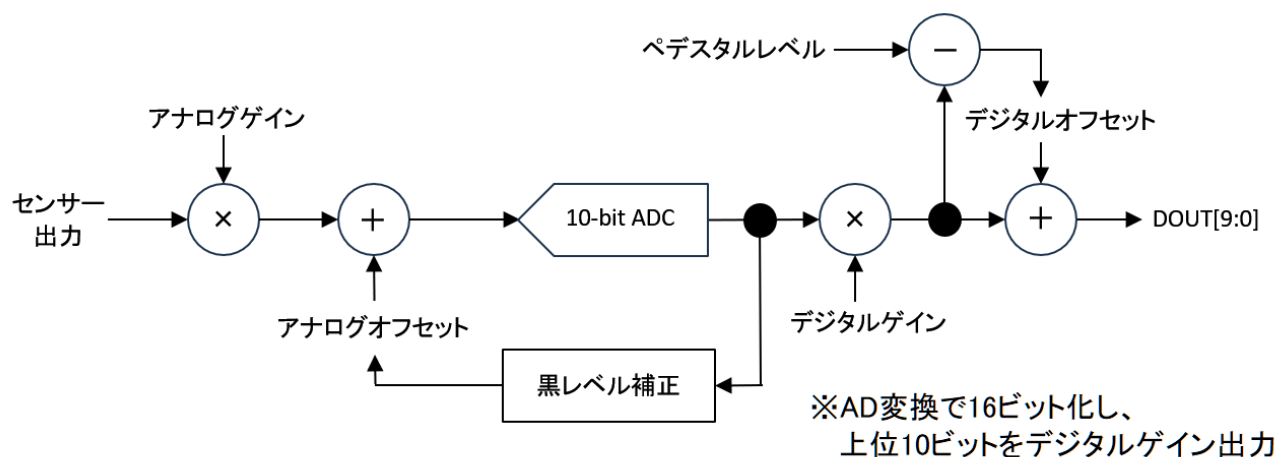 ペデスタルレベル
−
アナログゲイン
デジタルオフセット
センサー
出力
×
+
10-bit ADC
×
+
DOUT[9:0]
アナログオフセット
デジタルゲイン
黒レベル補正
※AD変換で16ビット化し、
上位10ビットをデジタルゲイン出力